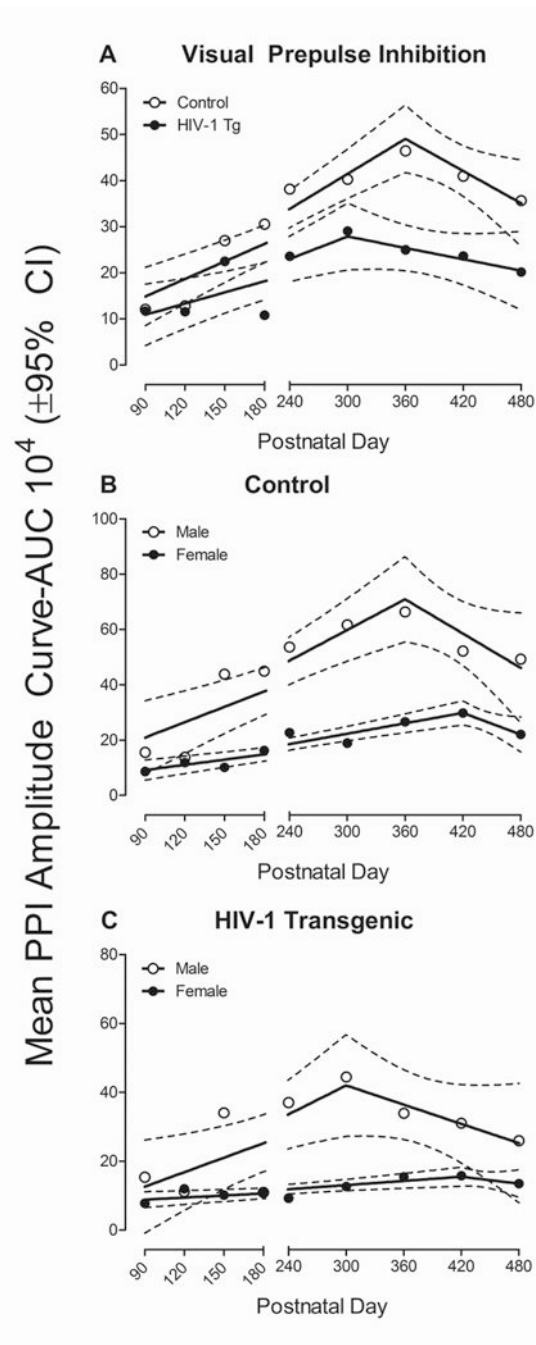 Mean PPI Amplitude Curve-AUC 10⁴ (±95% CI)
A Visual Prepulse Inhibition
Control
HIV-1 Tg
60
50
40
30
20
10
0
90 120 150 180 240 300 360 420 480
Postnatal Day
B Control
Male
Female
100
80
60
40
20
0
90 120 150 180 240 300 360 420 480
Postnatal Day
C HIV-1 Transgenic
Male
Female
80
60
40
20
0
90 120 150 180 240 300 360 420 480
Postnatal Day